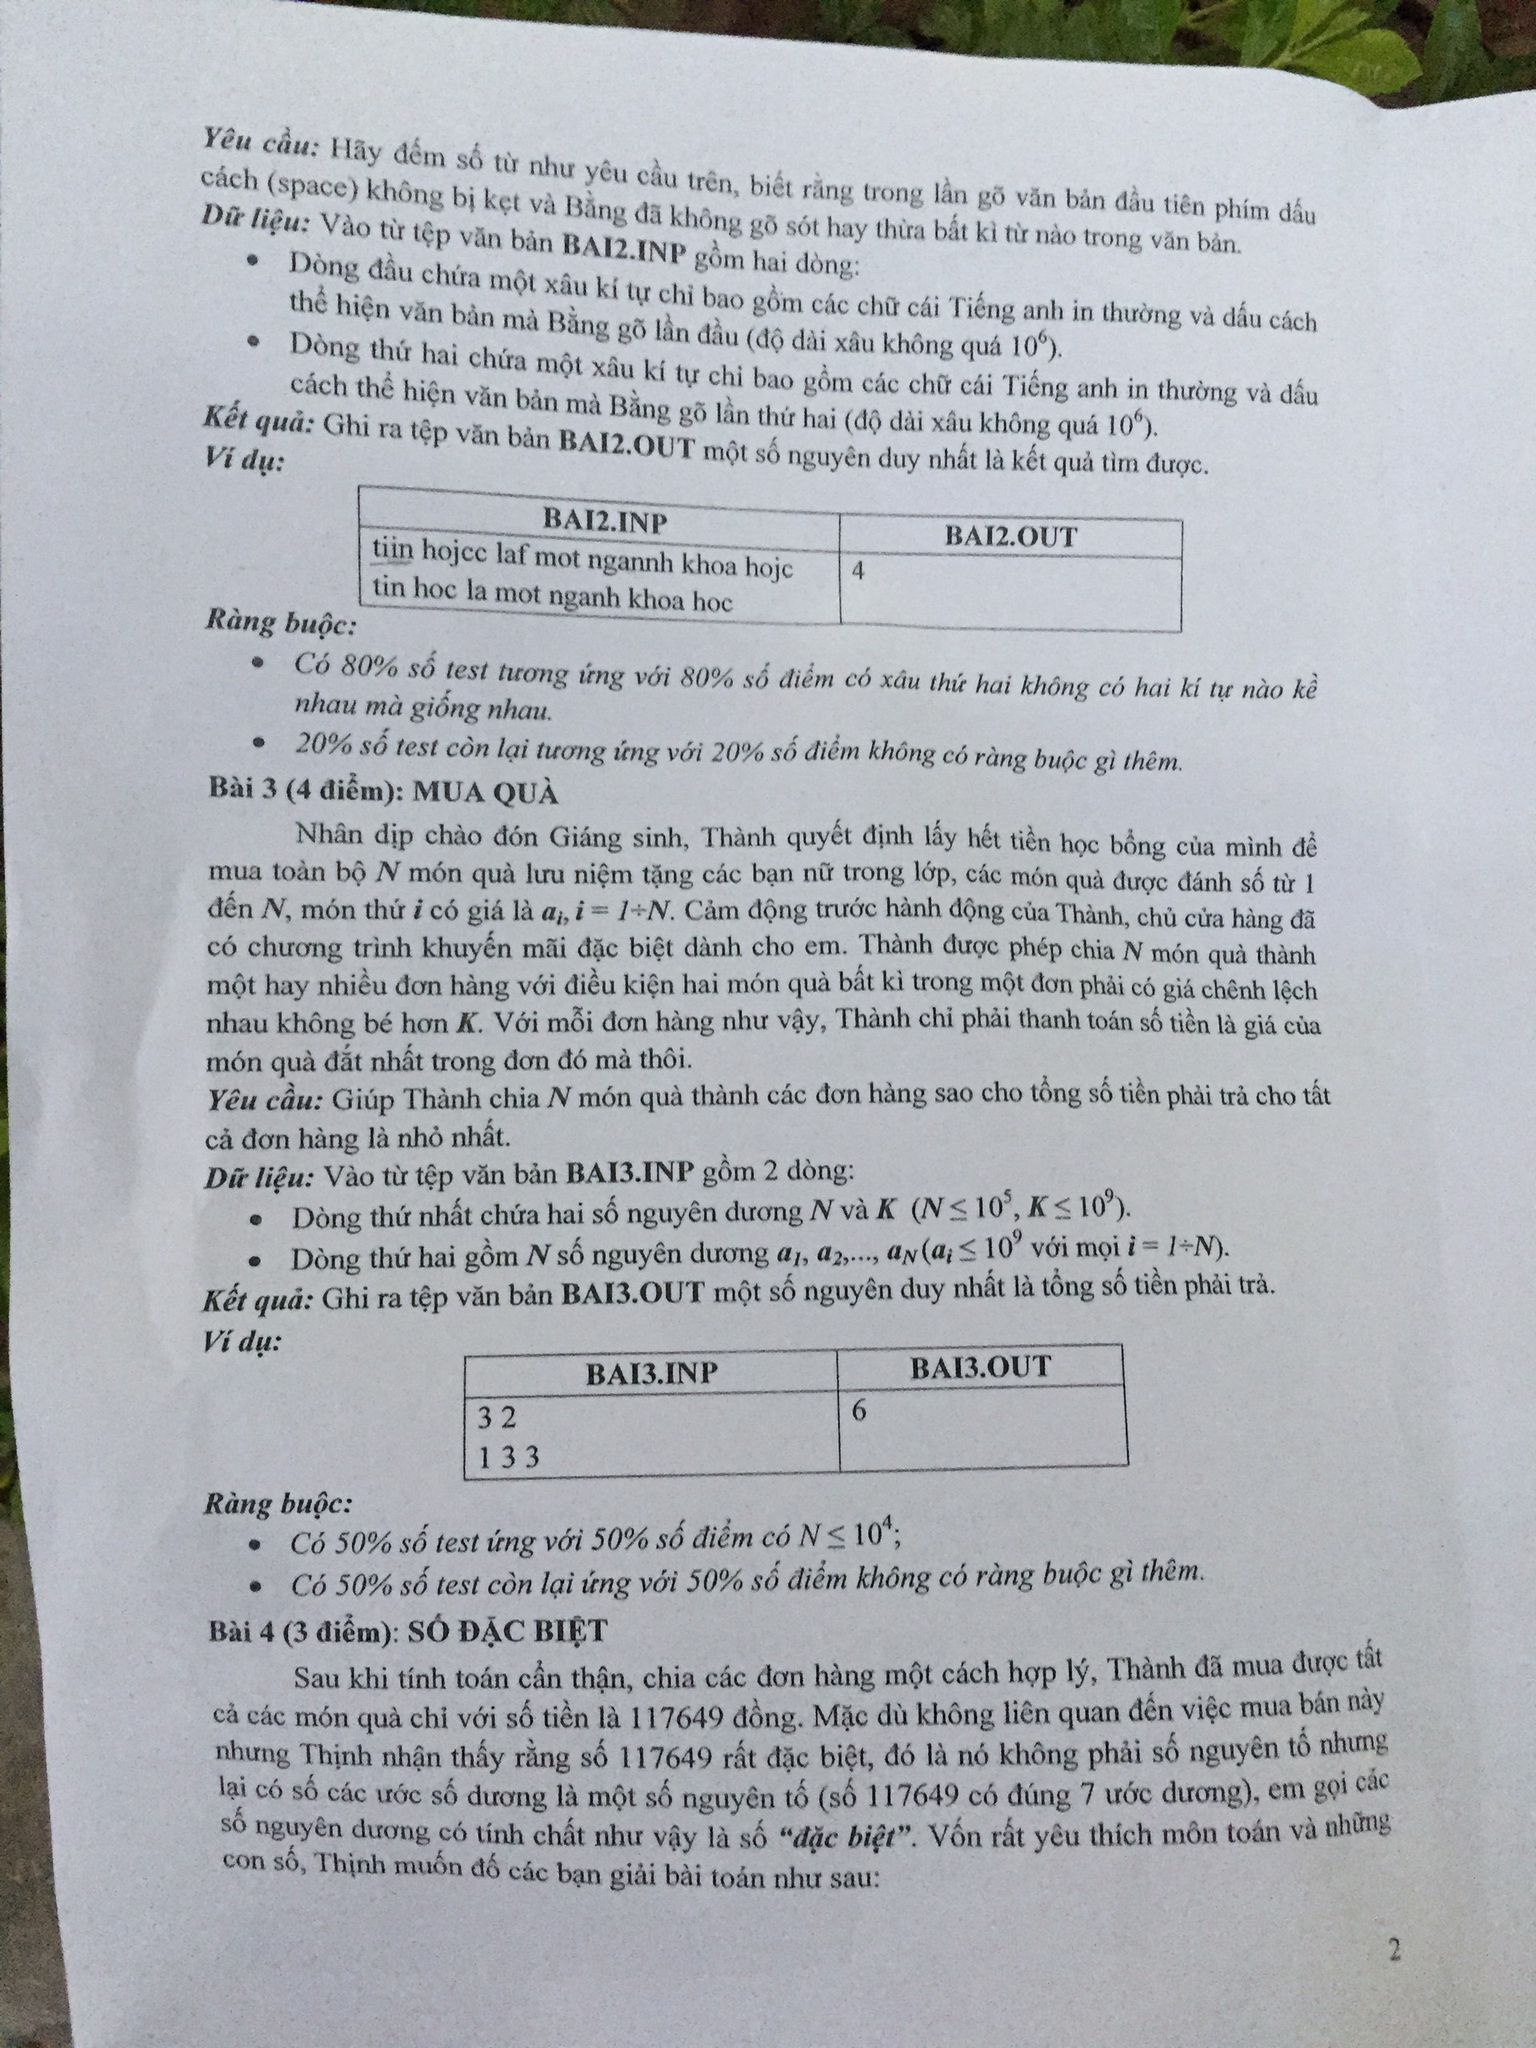 Yêu cầu: Hãy đếm số từ như yêu cầu trên, biết rằng trong lần gõ văn bản đầu tiên phím dấu
cách (space) không bị kẹt và Bằng đã không gõ sót hay thừa bất kì từ nào trong văn bản.
Dữ liệu: Vào từ tệp văn bản BAI2.INP gồm hai dòng:
• Dòng đầu chứa một xâu kí tự chỉ bao gồm các chữ cái Tiếng anh in thường và dấu cách
thể hiện văn bản mà Bằng gõ lần đầu (độ dài xâu không quá 10⁶).
• Dòng thứ hai chứa một xâu kí tự chỉ bao gồm các chữ cái Tiếng anh in thường và dấu
cách thể hiện văn bản mà Bằng gõ lần thứ hai (độ dài xâu không quá 10⁶).
Kết quả: Ghi ra tệp văn bản BAI2.OUT một số nguyên duy nhất là kết quả tìm được.
Ví dụ:
BAI2.INP BAI2.OUT
tiin hojcc laf mot ngannh khoa hojc 4
tin hoc la mot nganh khoa hoc
Ràng buộc:
• Có 80% số test tương ứng với 80% số điểm có xâu thứ hai không có hai kí tự nào kề
nhau mà giống nhau.
• 20% số test còn lại tương ứng với 20% số điểm không có ràng buộc gì thêm.
Bài 3 (4 điểm): MUA QUÀ
Nhân dịp chào đón Giáng sinh, Thành quyết định lấy hết tiền học bổng của mình để
mua toàn bộ N món quà lưu niệm tặng các bạn nữ trong lớp, các món quà được đánh số từ 1
đến N, món thứ i có giá là aᵢ, i = 1÷N. Cảm động trước hành động của Thành, chủ cửa hàng đã
có chương trình khuyến mãi đặc biệt dành cho em. Thành được phép chia N món quà thành
một hay nhiều đơn hàng với điều kiện hai món quà bất kì trong một đơn phải có giá chênh lệch
nhau không bé hơn K. Với mỗi đơn hàng như vậy, Thành chỉ phải thanh toán số tiền là giá của
món quà đắt nhất trong đơn đó mà thôi.
Yêu cầu: Giúp Thành chia N món quà thành các đơn hàng sao cho tổng số tiền phải trả cho tất
cả đơn hàng là nhỏ nhất.
Dữ liệu: Vào từ tệp văn bản BAI3.INP gồm 2 dòng:
• Dòng thứ nhất chứa hai số nguyên dương N và K (N ≤ 10⁵, K ≤ 10⁹).
• Dòng thứ hai gồm N số nguyên dương a₁, a₂,..., aN (aᵢ ≤ 10⁹ với mọi i = 1÷N).
Kết quả: Ghi ra tệp văn bản BAI3.OUT một số nguyên duy nhất là tổng số tiền phải trả.
Ví dụ:
BAI3.INP BAI3.OUT
3 2 6
1 3 3
Ràng buộc:
• Có 50% số test ứng với 50% số điểm có N ≤ 10⁴;
• Có 50% số test còn lại ứng với 50% số điểm không có ràng buộc gì thêm.
Bài 4 (3 điểm): SỐ ĐẶC BIỆT
Sau khi tính toán cẩn thận, chia các đơn hàng một cách hợp lý, Thành đã mua được tất
cả các món quà chỉ với số tiền là 117649 đồng. Mặc dù không liên quan đến việc mua bán này
nhưng Thịnh nhận thấy rằng số 117649 rất đặc biệt, đó là nó không phải số nguyên tố nhưng
lại có số các ước số dương là một số nguyên tố (số 117649 có đúng 7 ước dương), em gọi các
số nguyên dương có tính chất như vậy là số “đặc biệt”. Vốn rất yêu thích môn toán và những
con số, Thịnh muốn đố các bạn giải bài toán như sau:
2